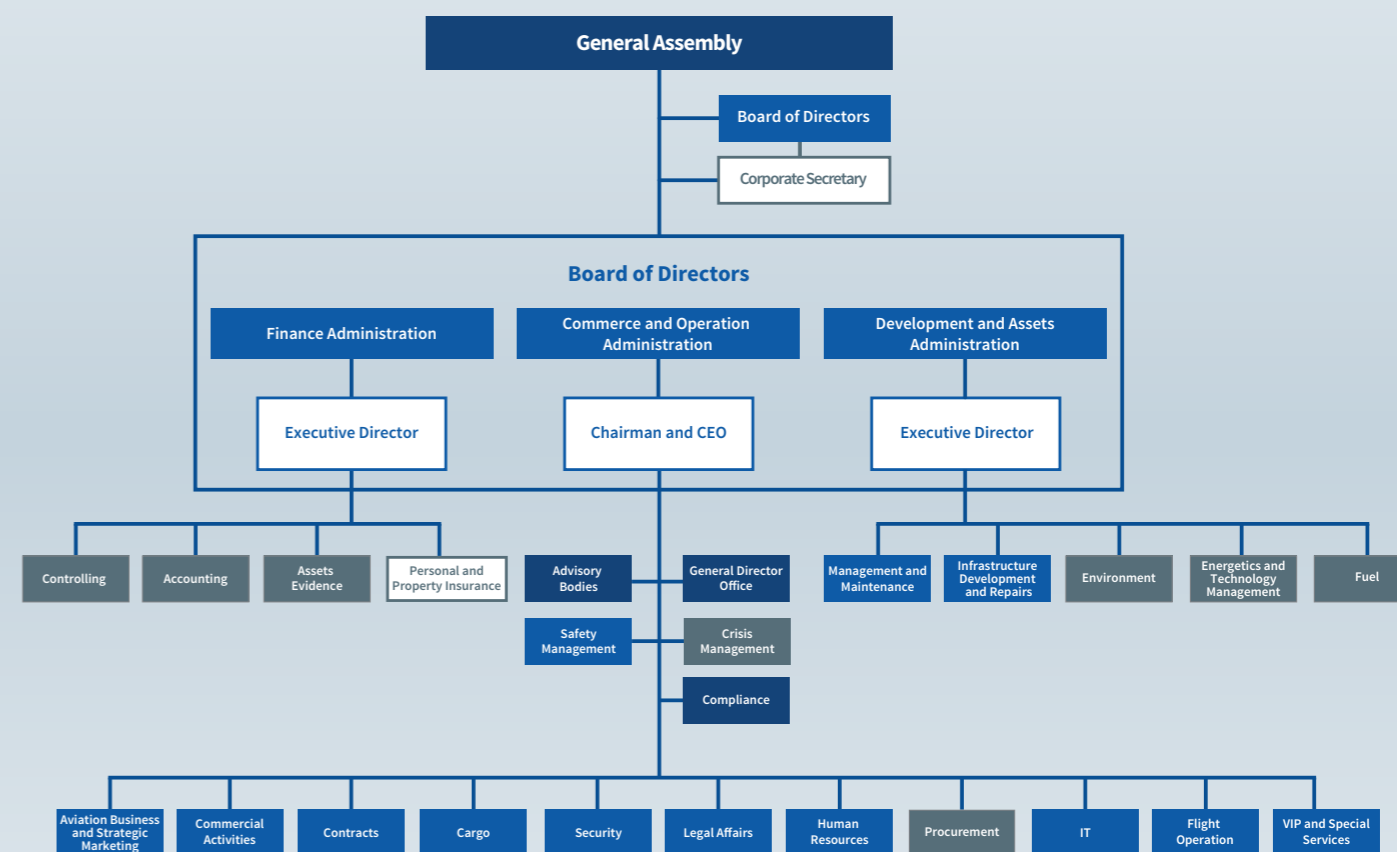 General Assembly
Board of Directors
Corporate Secretary
Board of Directors
Finance Administration
Commerce and Operation
Administration
Development and Assets
Administration
Executive Director
Chairman and CEO
Executive Director
Controlling
Accounting
Assets
Evidence
Personal and
Property Insurance
Advisory
Bodies
General Director
Office
Management and
Maintenance
Infrastructure
Development
and Repairs
Environment
Energetics and
Technology
Management
Fuel
Safety
Management
Crisis
Management
Compliance
Aviation Business
and Strategic
Marketing
Commercial
Activities
Contracts
Cargo
Security
Legal Affairs
Human
Resources
Procurement
IT
Flight
Operation
VIP and Special
Services